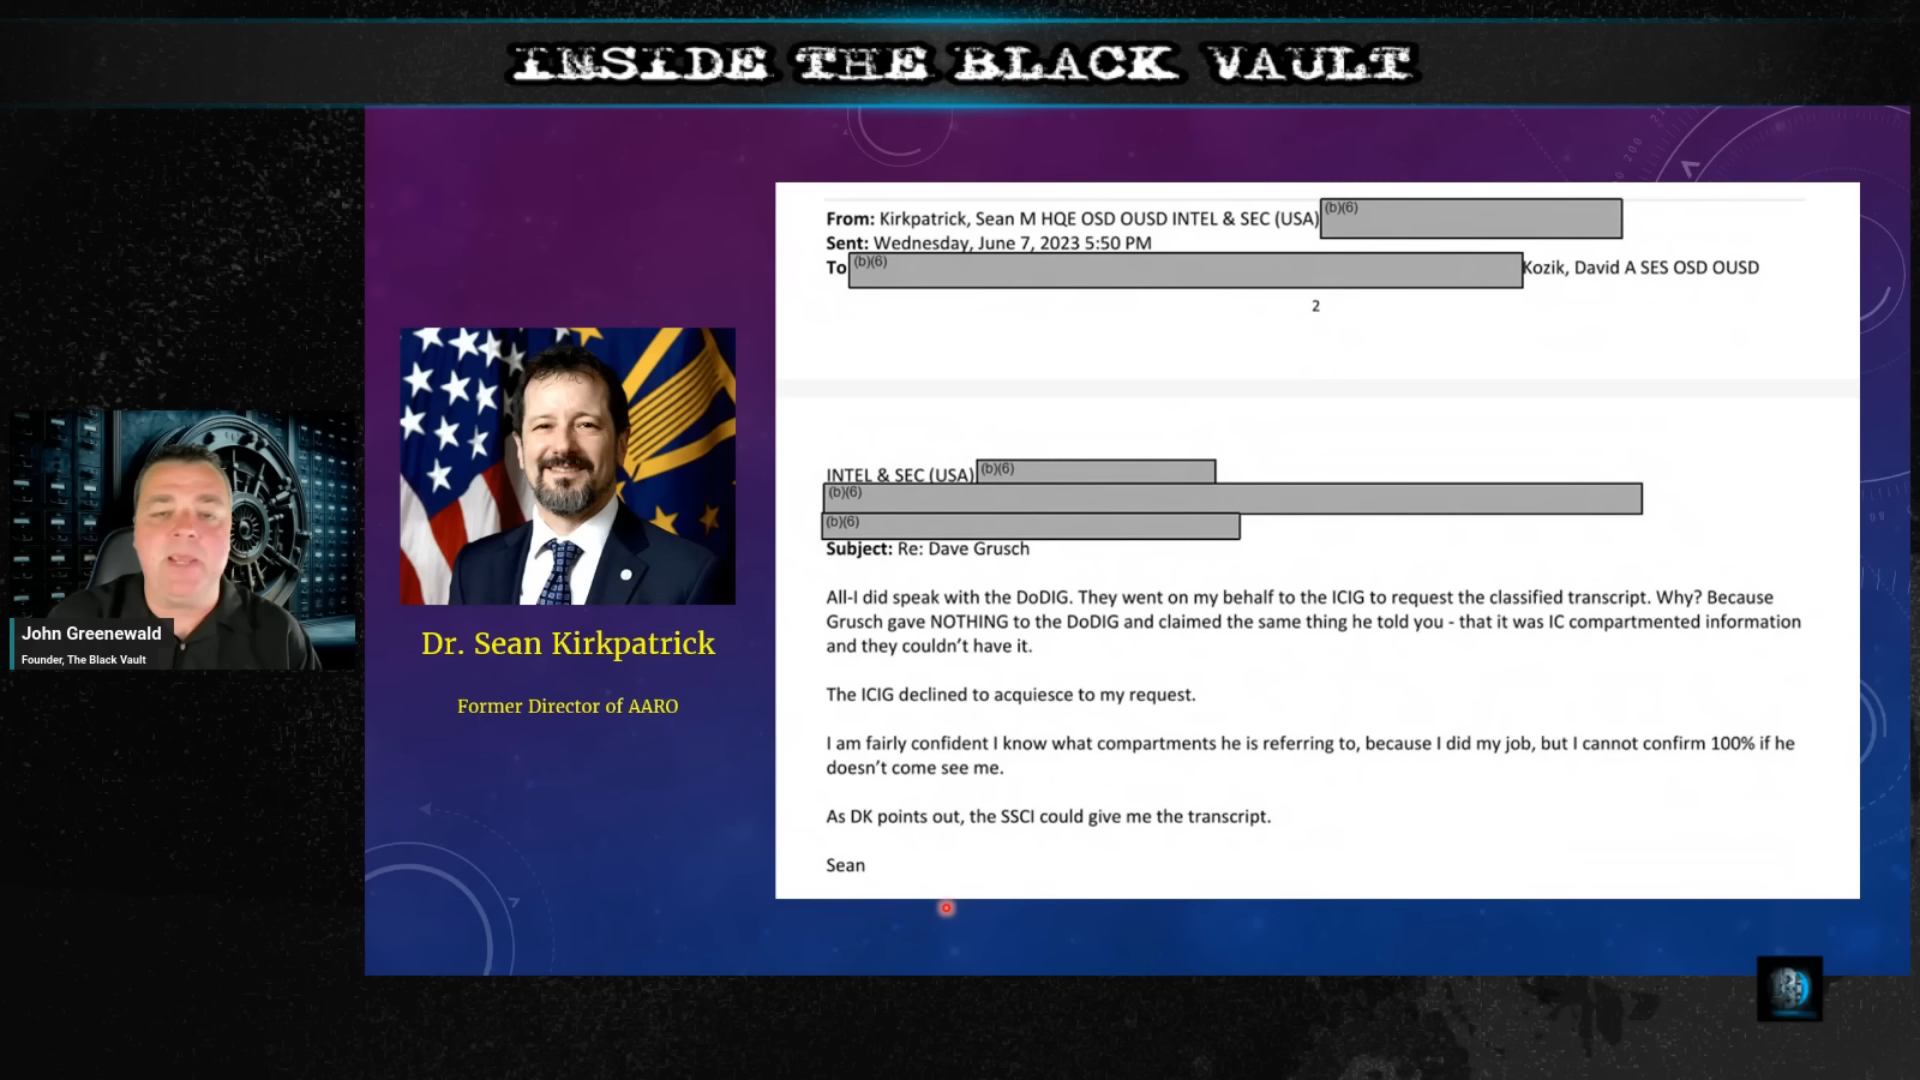 INSIDE THE BLACK VAULT
From: Kirkpatrick, Sean M HQE OSD OUSD INTEL & SEC (USA) (b)(6)
Sent: Wednesday, June 7, 2023 5:50 PM
To (b)(6) Kozik, David A SES OSD OUSD
2
INTEL & SEC (USA) (b)(6)
(b)(6)
(b)(6)
Subject: Re: Dave Grusch
All-I did speak with the DoDIG. They went on my behalf to the ICIG to request the classified transcript. Why? Because
Grusch gave NOTHING to the DoDIG and claimed the same thing he told you - that it was IC compartmented information
and they couldn't have it.
The ICIG declined to acquiesce to my request.
I am fairly confident I know what compartments he is referring to, because I did my job, but I cannot confirm 100% if he
doesn't come see me.
As DK points out, the SSCI could give me the transcript.
Sean
Dr. Sean Kirkpatrick
Former Director of AARO
John Greenewald
Founder, The Black Vault